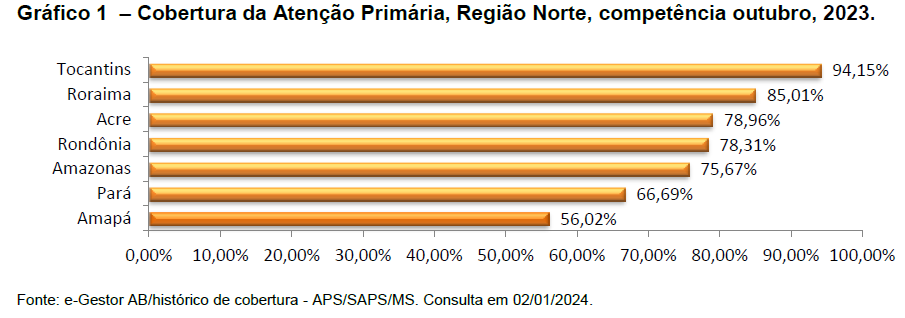 Gráfico 1 – Cobertura da Atenção Primária, Região Norte, competência outubro, 2023.
Tocantins 94,15%
Roraima 85,01%
Acre 78,96%
Rondônia 78,31%
Amazonas 75,67%
Pará 66,69%
Amapá 56,02%
0,00% 10,00% 20,00% 30,00% 40,00% 50,00% 60,00% 70,00% 80,00% 90,00% 100,00%
Fonte: e-Gestor AB/histórico de cobertura - APS/SAPS/MS. Consulta em 02/01/2024.